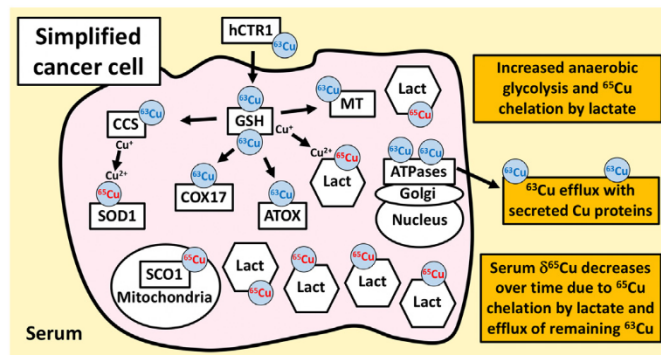 Simplified
cancer cell
hCTR1
⁶³Cu
⁶³Cu
GSH
⁶³Cu
⁶³Cu
MT
Lact
⁶⁵Cu
Increased anaerobic
glycolysis and ⁶⁵Cu
chelation by lactate
⁶³Cu
CCS
Cu⁺
Cu²⁺
⁶⁵Cu
SOD1
⁶³Cu
COX17
⁶³Cu
ATOX
Cu⁺
Cu²⁺
⁶⁵Cu
Lact
⁶³Cu ⁶³Cu
ATPases
Golgi
Nucleus
⁶³Cu ⁶³Cu
⁶³Cu efflux with
secreted Cu proteins
⁶⁵Cu
SCO1
Mitochondria
Lact
⁶⁵Cu
⁶⁵Cu
Lact
⁶⁵Cu
Lact
⁶⁵Cu
Lact
Serum δ⁶⁵Cu decreases
over time due to ⁶⁵Cu
chelation by lactate and
efflux of remaining ⁶³Cu
Serum